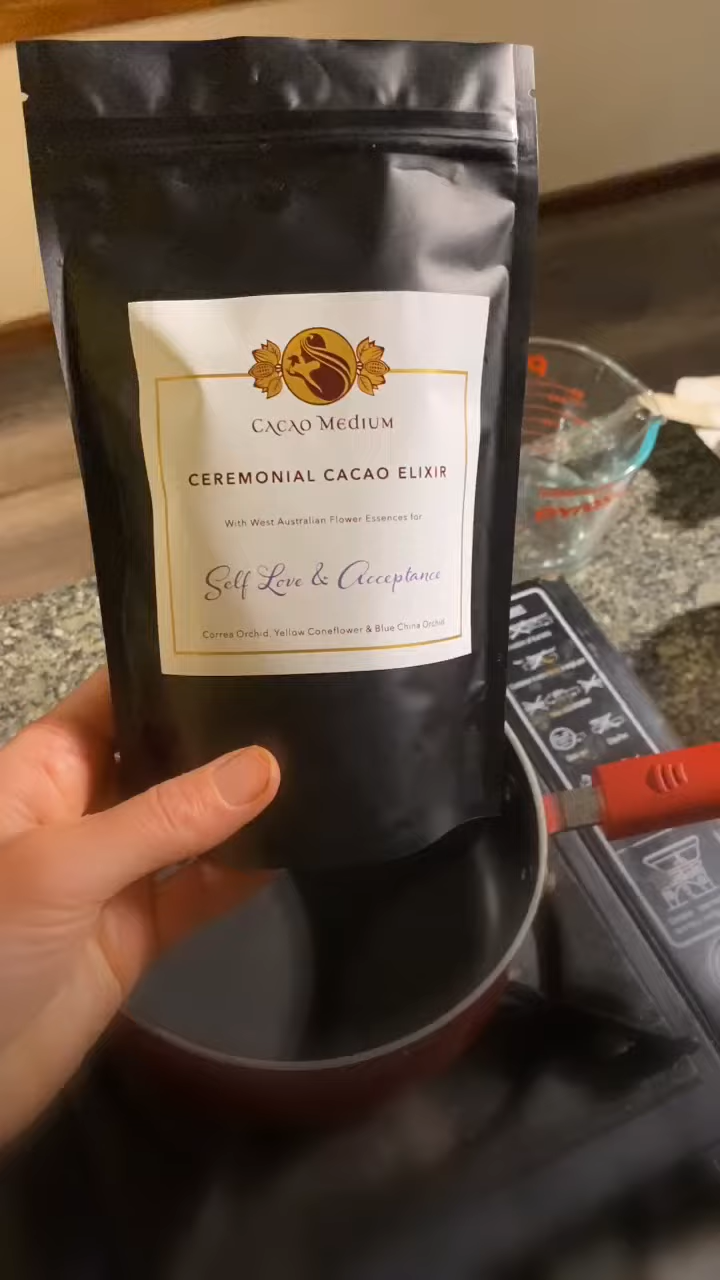 CACAO MEDIUM
CEREMONIAL CACAO ELIXIR
With West Australian Flower Essences for
Self Love & Acceptance
Correa Orchid, Yellow Coneflower & Blue China Orchid